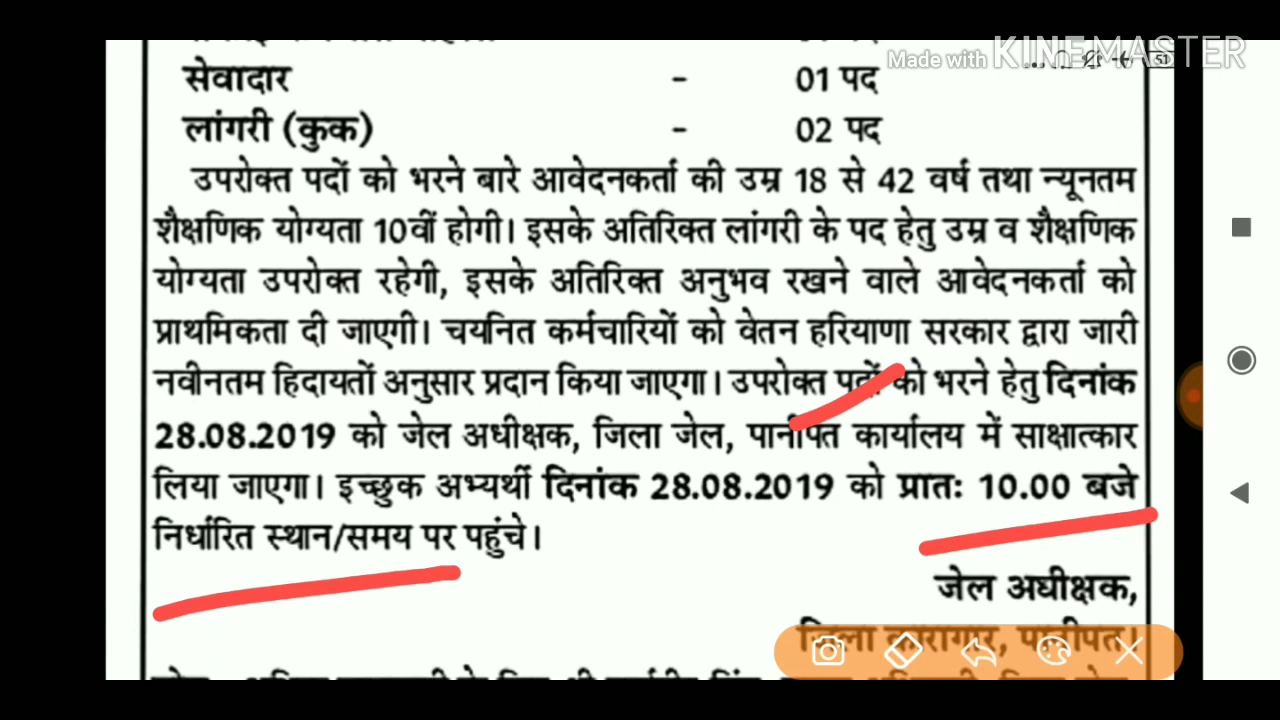 Made with KINEMASTER
51
सेवादार - 01 पद
लांगरी (कुक) - 02 पद
उपरोक्त पदों को भरने बारे आवेदनकर्ता की उम्र 18 से 42 वर्ष तथा न्यूनतम
शैक्षणिक योग्यता 10वीं होगी। इसके अतिरिक्त लांगरी के पद हेतु उम्र व शैक्षणिक
योग्यता उपरोक्त रहेगी, इसके अतिरिक्त अनुभव रखने वाले आवेदनकर्ता को
प्राथमिकता दी जाएगी। चयनित कर्मचारियों को वेतन हरियाणा सरकार द्वारा जारी
नवीनतम हिदायतों अनुसार प्रदान किया जाएगा। उपरोक्त पदों को भरने हेतु दिनांक
28.08.2019 को जेल अधीक्षक, जिला जेल, पानीपत कार्यालय में साक्षात्कार
लिया जाएगा। इच्छुक अभ्यर्थी दिनांक 28.08.2019 को प्रातः 10.00 बजे
निर्धारित स्थान/समय पर पहुंचे।
जेल अधीक्षक,
जिला कारागार, पानीपत।